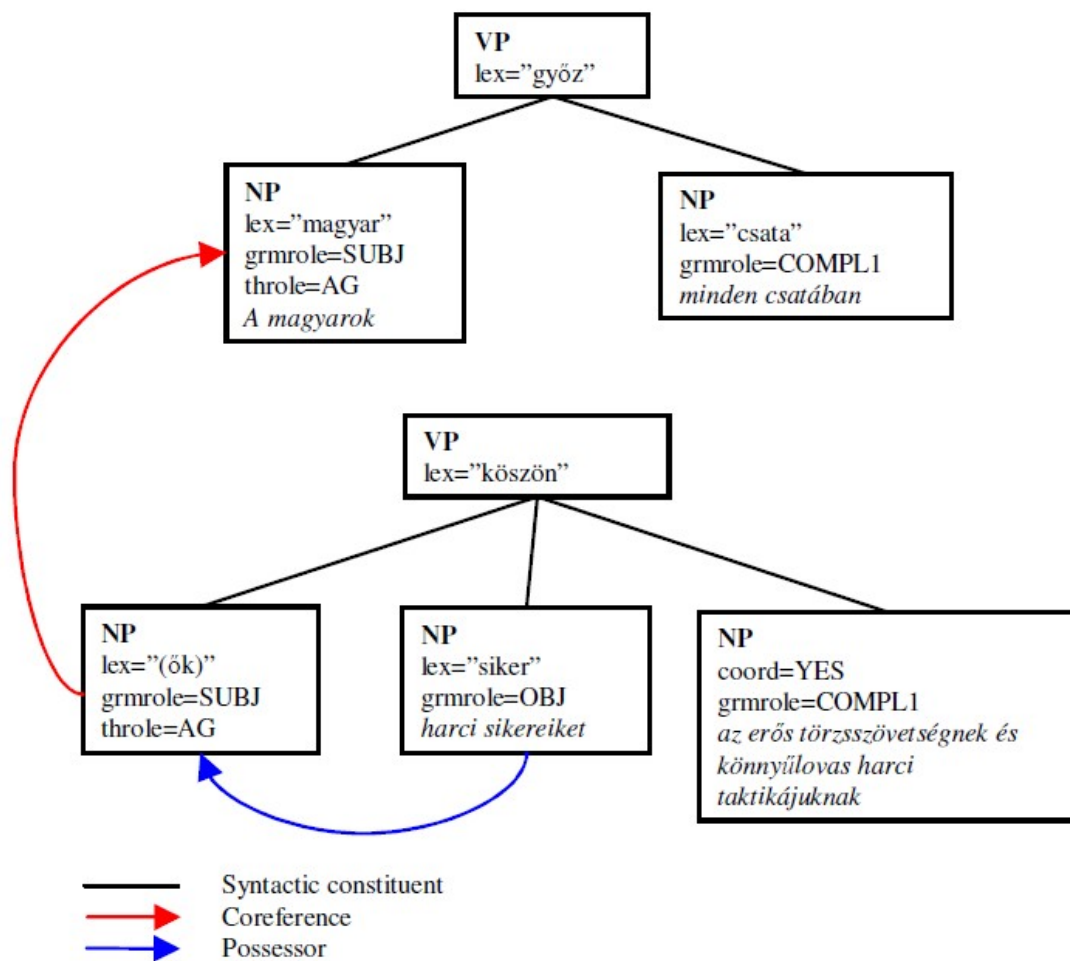 VP
lex=”győz”
NP
lex=”magyar”
grmrole=SUBJ
throle=AG
A magyarok
NP
lex=”csata”
grmrole=COMPL1
minden csatában
VP
lex=”köszön”
NP
lex=”(ők)”
grmrole=SUBJ
throle=AG
NP
lex=”siker”
grmrole=OBJ
harci sikereiket
NP
coord=YES
grmrole=COMPL1
az erős törzsszövetségnek és
könnyűlovas harci
taktikájuknak
Syntactic constituent
Coreference
Possessor